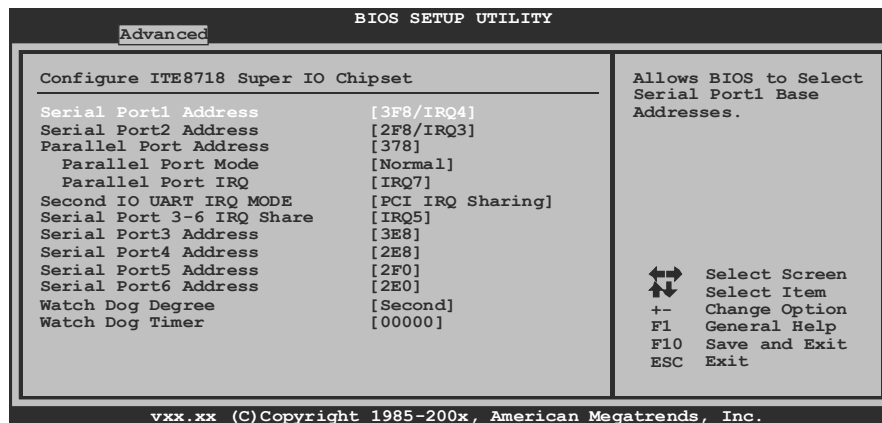 BIOS SETUP UTILITY
Advanced
Configure ITE8718 Super IO Chipset
Serial Port1 Address [3F8/IRQ4]
Serial Port2 Address [2F8/IRQ3]
Parallel Port Address [378]
Parallel Port Mode [Normal]
Parallel Port IRQ [IRQ7]
Second IO UART IRQ MODE [PCI IRQ Sharing]
Serial Port 3-6 IRQ Share [IRQ5]
Serial Port3 Address [3E8]
Serial Port4 Address [2E8]
Serial Port5 Address [2F0]
Serial Port6 Address [2E0]
Watch Dog Degree [Second]
Watch Dog Timer [00000]
Allows BIOS to Select
Serial Port1 Base
Addresses.
Select Screen
Select Item
+- Change Option
F1 General Help
F10 Save and Exit
ESC Exit
vxx.xx (C)Copyright 1985-200x, American Megatrends, Inc.